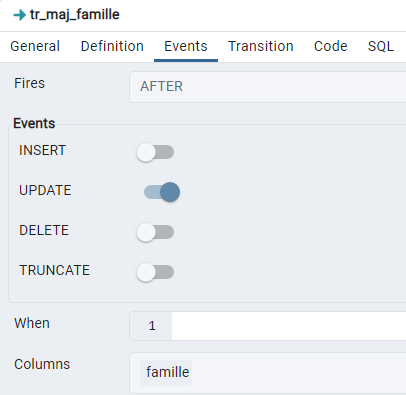 tr_maj_famille
General Definition Events Transition Code SQL
Fires AFTER
Events
INSERT
UPDATE
DELETE
TRUNCATE
When 1
Columns famille